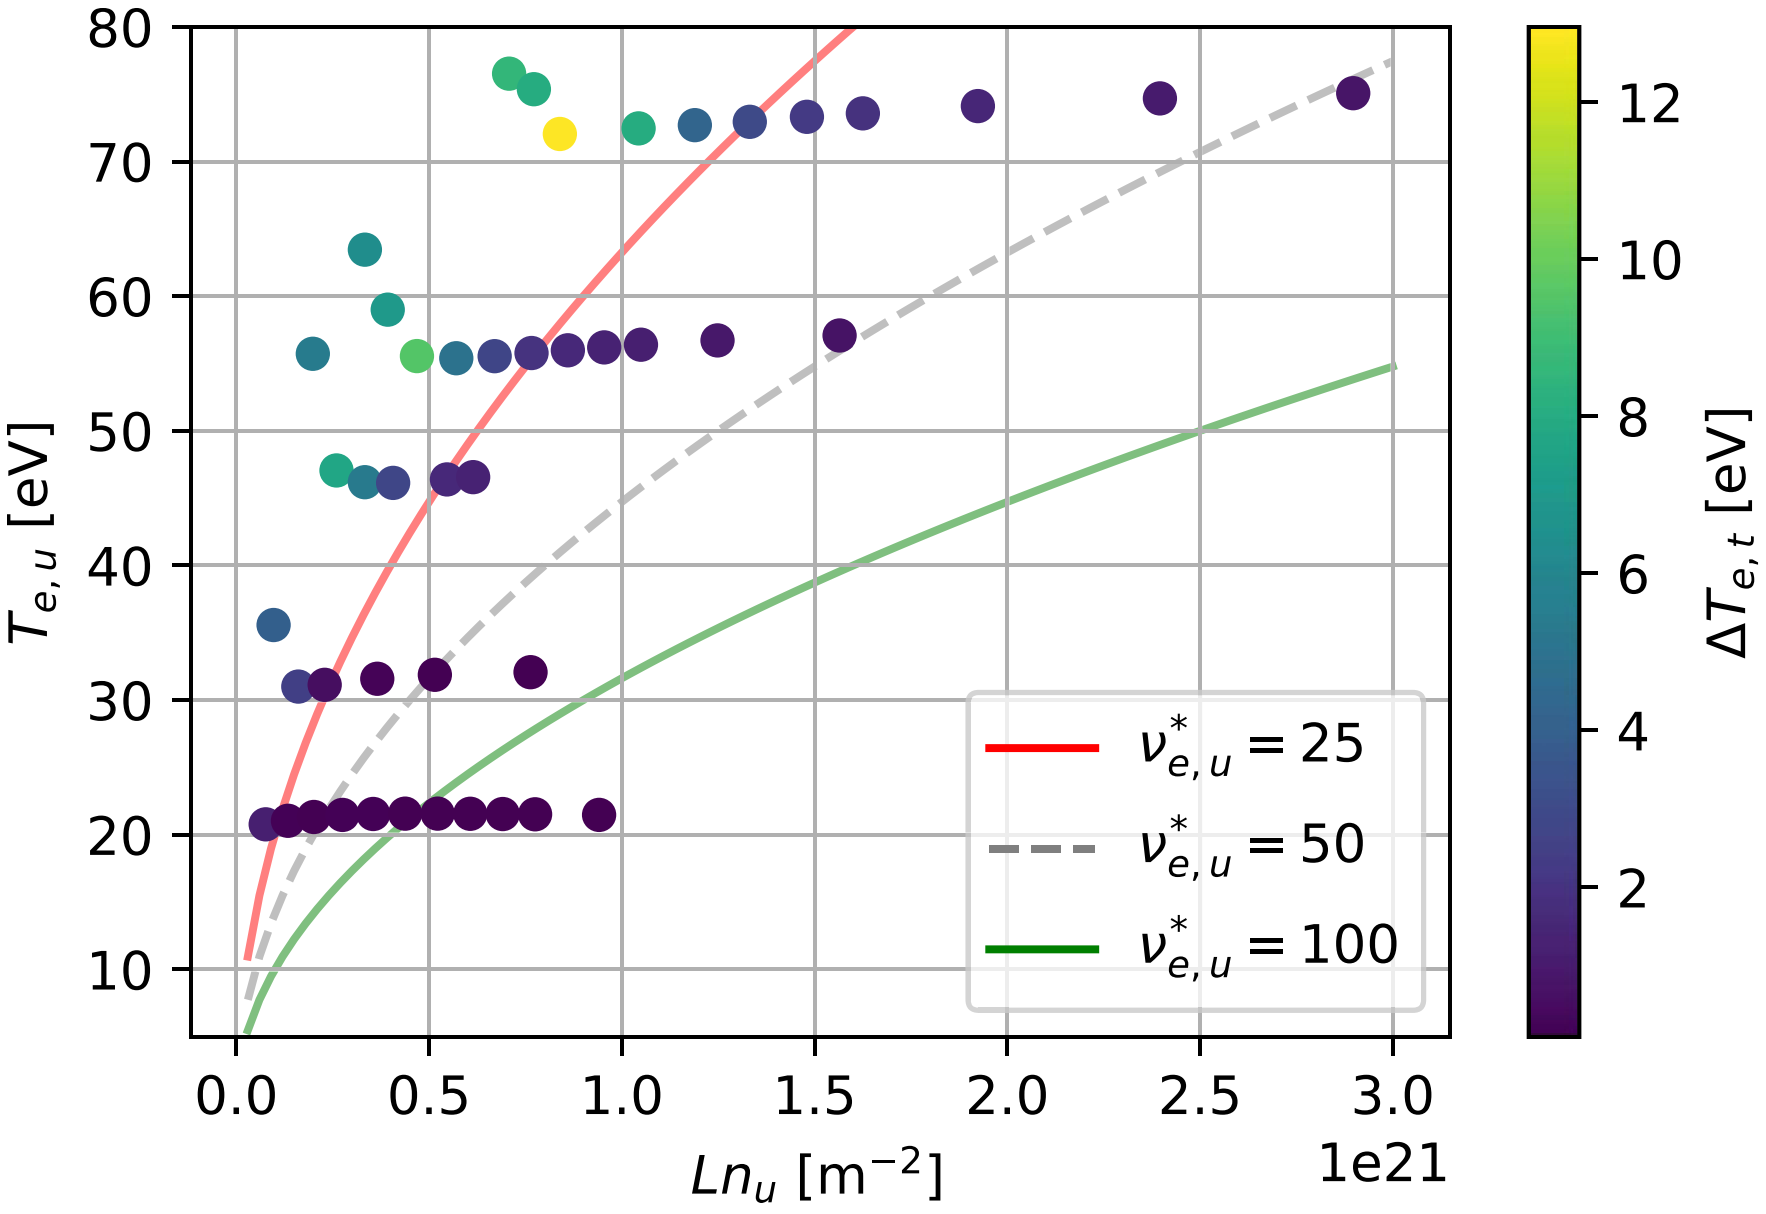 80
70
60
50
40
30
20
10
T_{e,u} [eV]
0.0 0.5 1.0 1.5 2.0 2.5 3.0
1e21
Ln_u [m^{-2}]
ν^*_{e,u} = 25
ν^*_{e,u} = 50
ν^*_{e,u} = 100
12
10
8
6
4
2
ΔT_{e,t} [eV]